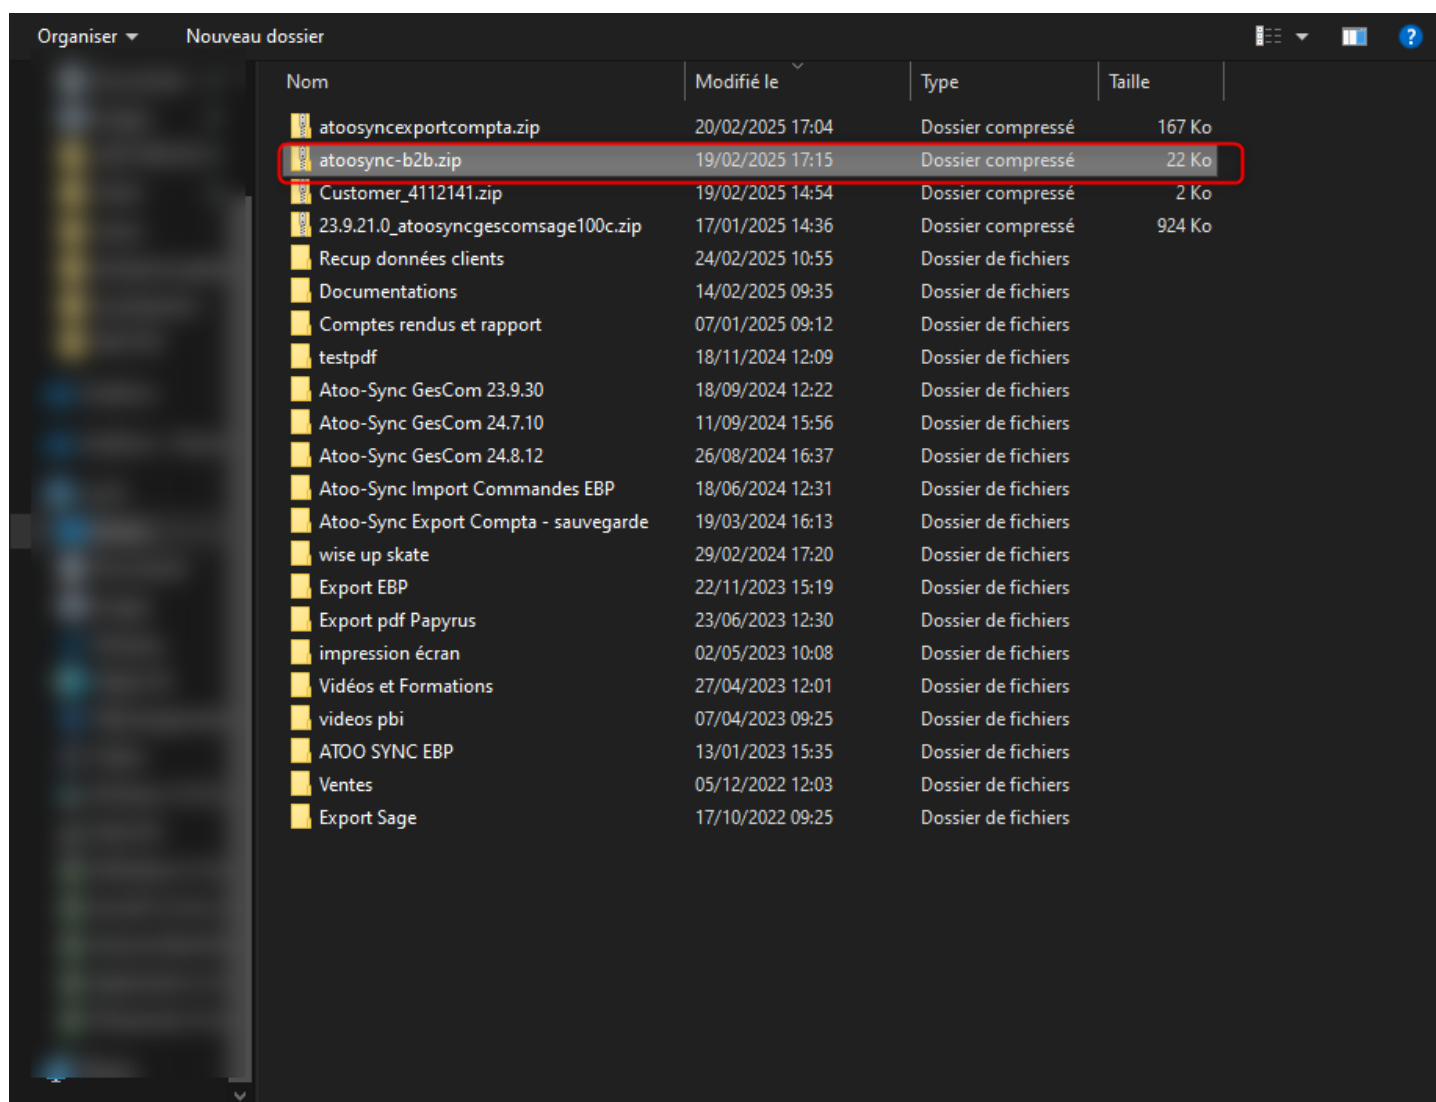 Organiser Nouveau dossier
Nom Modifié le Type Taille
atoosyncexportcompta.zip 20/02/2025 17:04 Dossier compressé 167 Ko
atoosync-b2b.zip 19/02/2025 17:15 Dossier compressé 22 Ko
Customer_4112141.zip 19/02/2025 14:54 Dossier compressé 2 Ko
23.9.21.0_atoosyncgescomsage100c.zip 17/01/2025 14:36 Dossier compressé 924 Ko
Recup données clients 24/02/2025 10:55 Dossier de fichiers
Documentations 14/02/2025 09:35 Dossier de fichiers
Comptes rendus et rapport 07/01/2025 09:12 Dossier de fichiers
testpdf 18/11/2024 12:09 Dossier de fichiers
Atoo-Sync GesCom 23.9.30 18/09/2024 12:22 Dossier de fichiers
Atoo-Sync GesCom 24.7.10 11/09/2024 15:56 Dossier de fichiers
Atoo-Sync GesCom 24.8.12 26/08/2024 16:37 Dossier de fichiers
Atoo-Sync Import Commandes EBP 18/06/2024 12:31 Dossier de fichiers
Atoo-Sync Export Compta - sauvegarde 19/03/2024 16:13 Dossier de fichiers
wise up skate 29/02/2024 17:20 Dossier de fichiers
Export EBP 22/11/2023 15:19 Dossier de fichiers
Export pdf Papyrus 23/06/2023 12:30 Dossier de fichiers
impression écran 02/05/2023 10:08 Dossier de fichiers
Vidéos et Formations 27/04/2023 12:01 Dossier de fichiers
videos pbi 07/04/2023 09:25 Dossier de fichiers
ATOO SYNC EBP 13/01/2023 15:35 Dossier de fichiers
Ventes 05/12/2022 12:03 Dossier de fichiers
Export Sage 17/10/2022 09:25 Dossier de fichiers